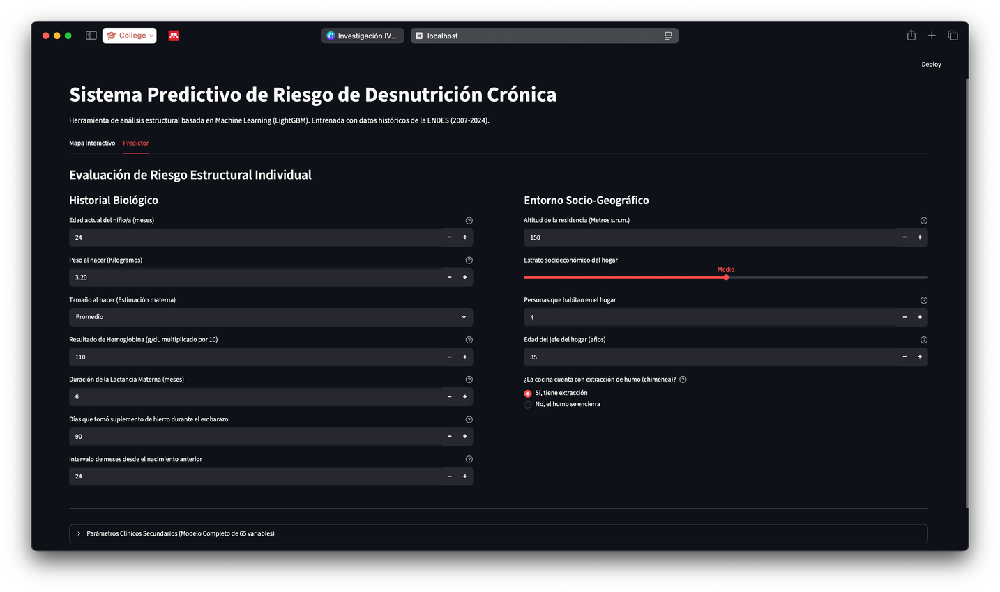 College
Investigación IV...
localhost
Deploy
Sistema Predictivo de Riesgo de Desnutrición Crónica
Herramienta de análisis estructural basada en Machine Learning (LightGBM). Entrenada con datos históricos de la ENDES (2007-2024).
Mapa Interactivo
Predictor
Evaluación de Riesgo Estructural Individual
Historial Biológico
Edad actual del niño/a (meses)
24
Peso al nacer (Kilogramos)
3.20
Tamaño al nacer (Estimación materna)
Promedio
Resultado de Hemoglobina (g/dL multiplicado por 10)
110
Duración de la Lactancia Materna (meses)
6
Días que tomó suplemento de hierro durante el embarazo
90
Intervalo de meses desde el nacimiento anterior
24
Entorno Socio-Geográfico
Altitud de la residencia (Metros s.n.m.)
150
Estrato socioeconómico del hogar
Medio
Personas que habitan en el hogar
4
Edad del jefe del hogar (años)
35
¿La cocina cuenta con extracción de humo (chimenea)?
Sí, tiene extracción
No, el humo se encierra
Parámetros Clínicos Secundarios (Modelo Completo de 65 variables)